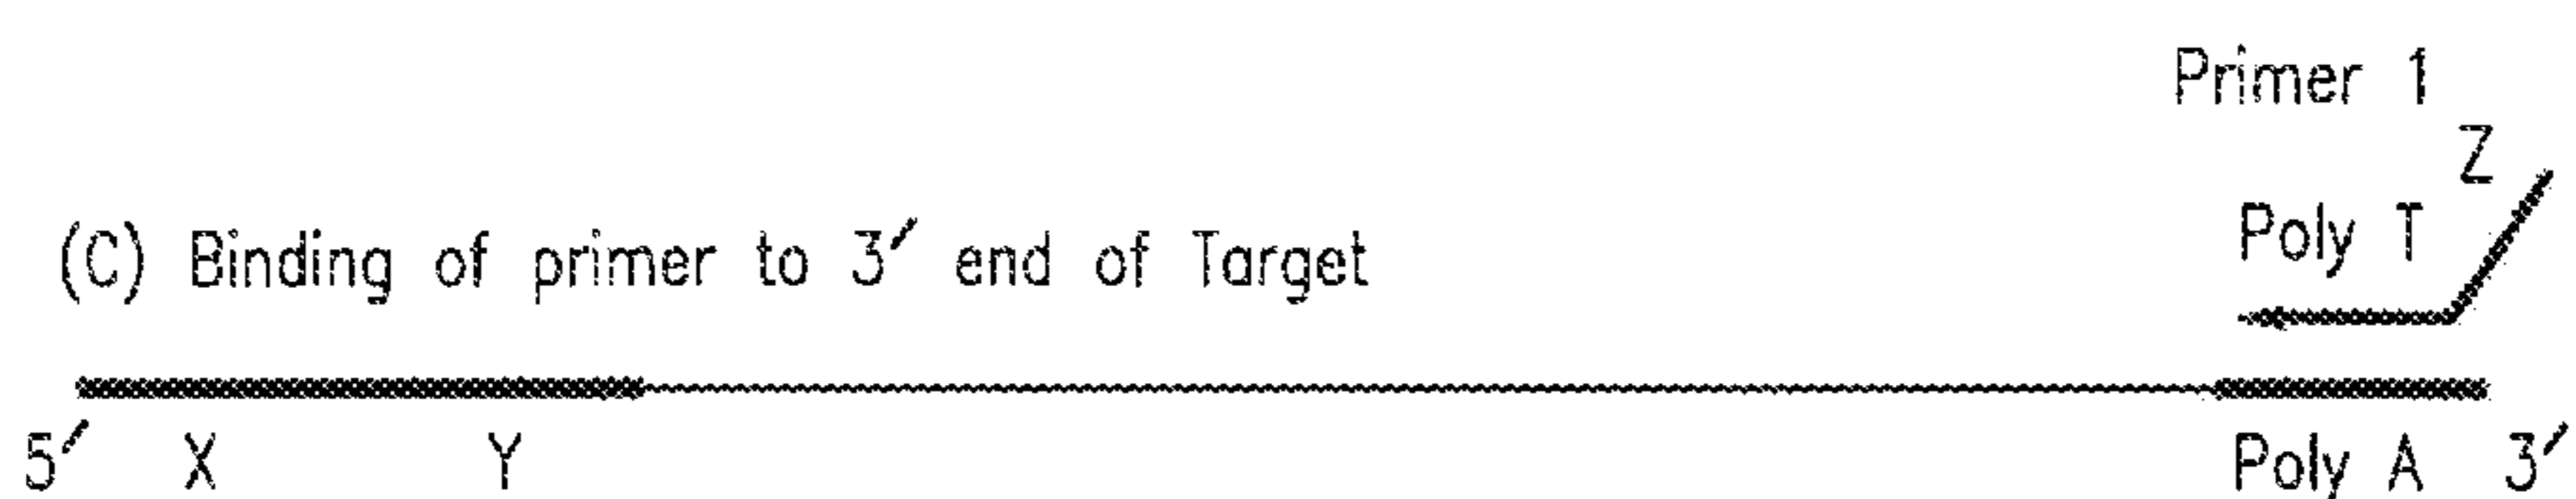 Primer 1
Z
Poly T
(C) Binding of primer to 3′ end of Target
5′ X Y Poly A 3′